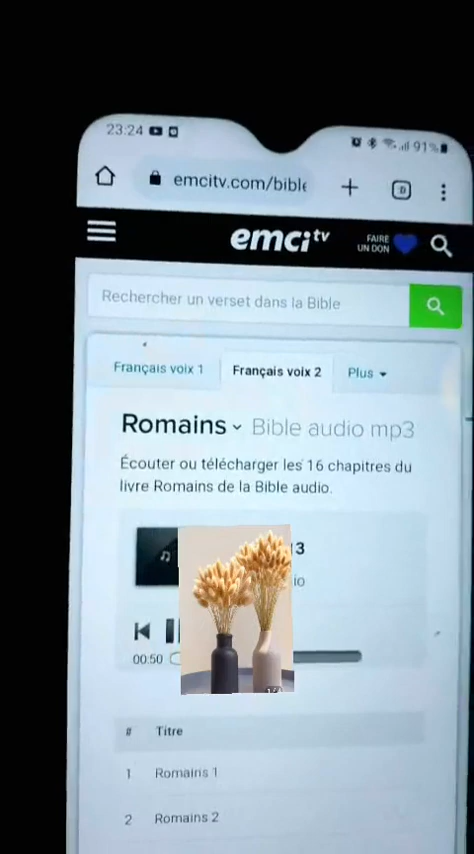 23:24
91%
emcitv.com/bible
emci tv
FAIRE
UN DON
Rechercher un verset dans la Bible
Français voix 1
Français voix 2
Plus
Romains
Bible audio mp3
Écouter ou télécharger les 16 chapitres du
livre Romains de la Bible audio.
13
io
00:50
# Titre
1 Romains 1
2 Romains 2